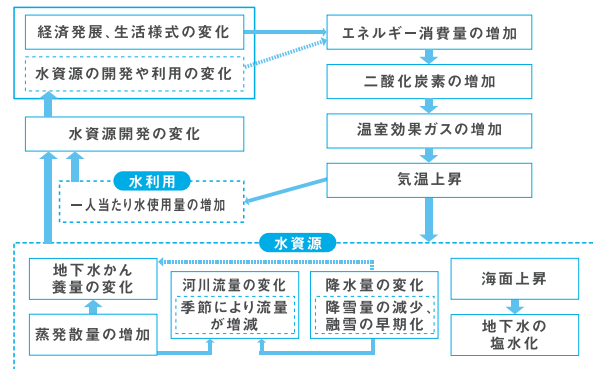 経済発展、生活様式の変化
水資源の開発や利用の変化
水資源開発の変化
水利用
一人当たり水使用量の増加
エネルギー消費量の増加
二酸化炭素の増加
温室効果ガスの増加
気温上昇
水資源
地下水かん
養量の変化
蒸発散量の増加
河川流量の変化
季節により流量
が増減
降水量の変化
降雪量の減少、
融雪の早期化
海面上昇
地下水の
塩水化